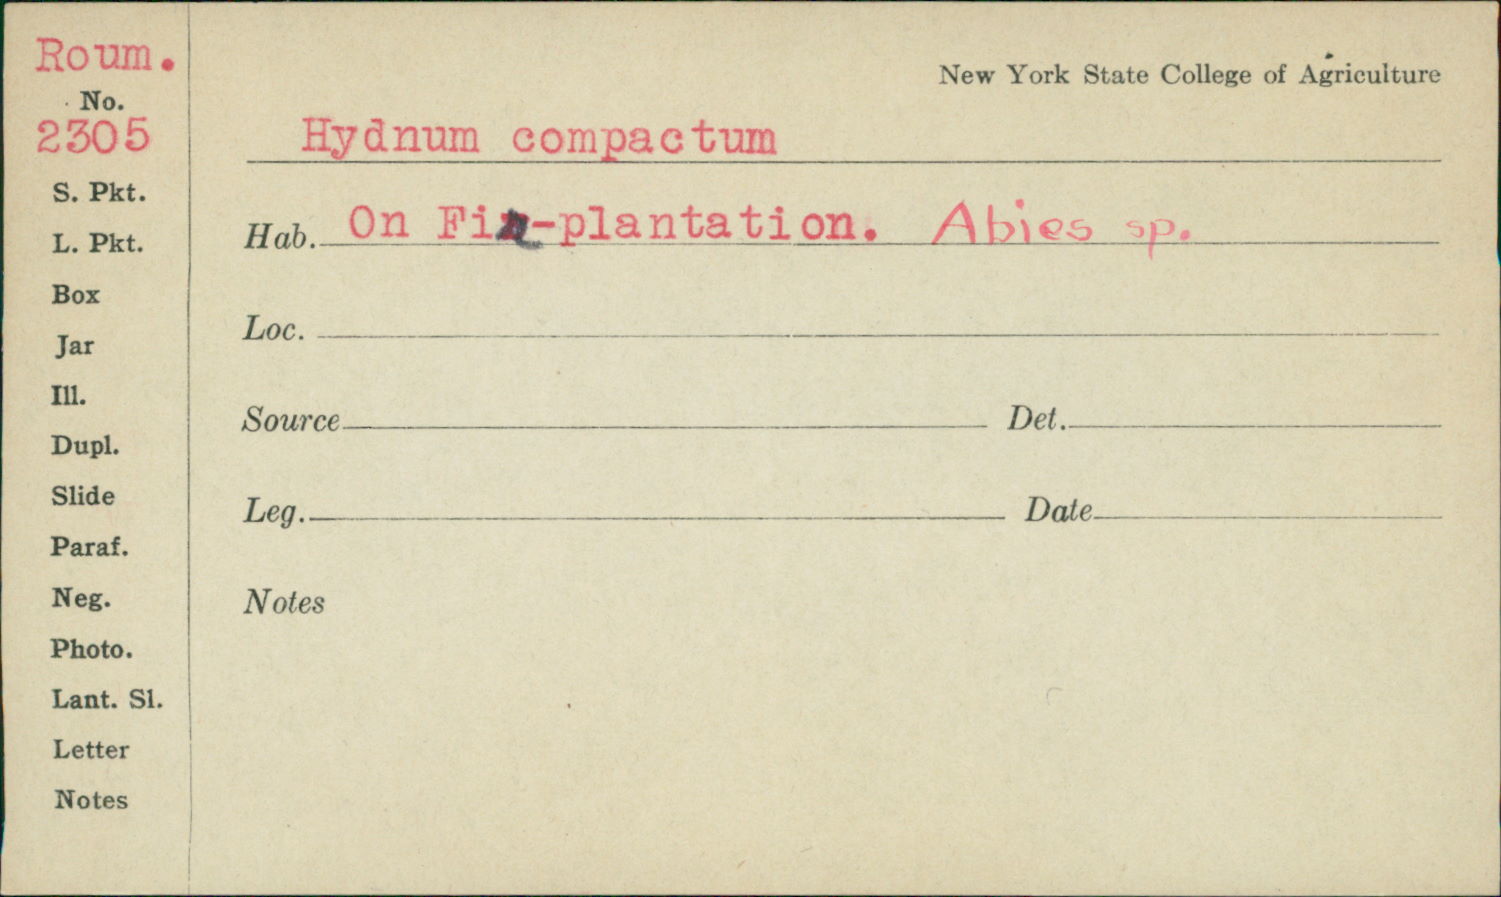 Roum.
No.
2305
S. Pkt.
L. Pkt.
Box
Jar
Ill.
Dupl.
Slide
Paraf.
Neg.
Photo.
Lant. Sl.
Letter
Notes
New York State College of Agriculture
Hydnum compactum
Hab. On Fir-plantation. Abies sp.
Loc.
Source Det.
Leg. Date
Notes